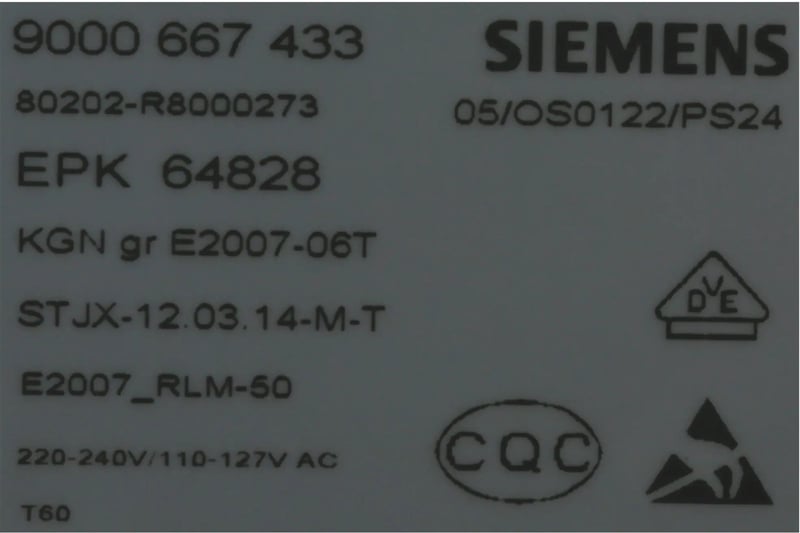 9000 667 433
SIEMENS
80202-R8000273
05/OS0122/PS24
EPK 64828
KGN gr E2007-06T
STJX-12.03.14-M-T
E2007_RLM-50
220-240V/110-127V AC
T60
DVE
CQC